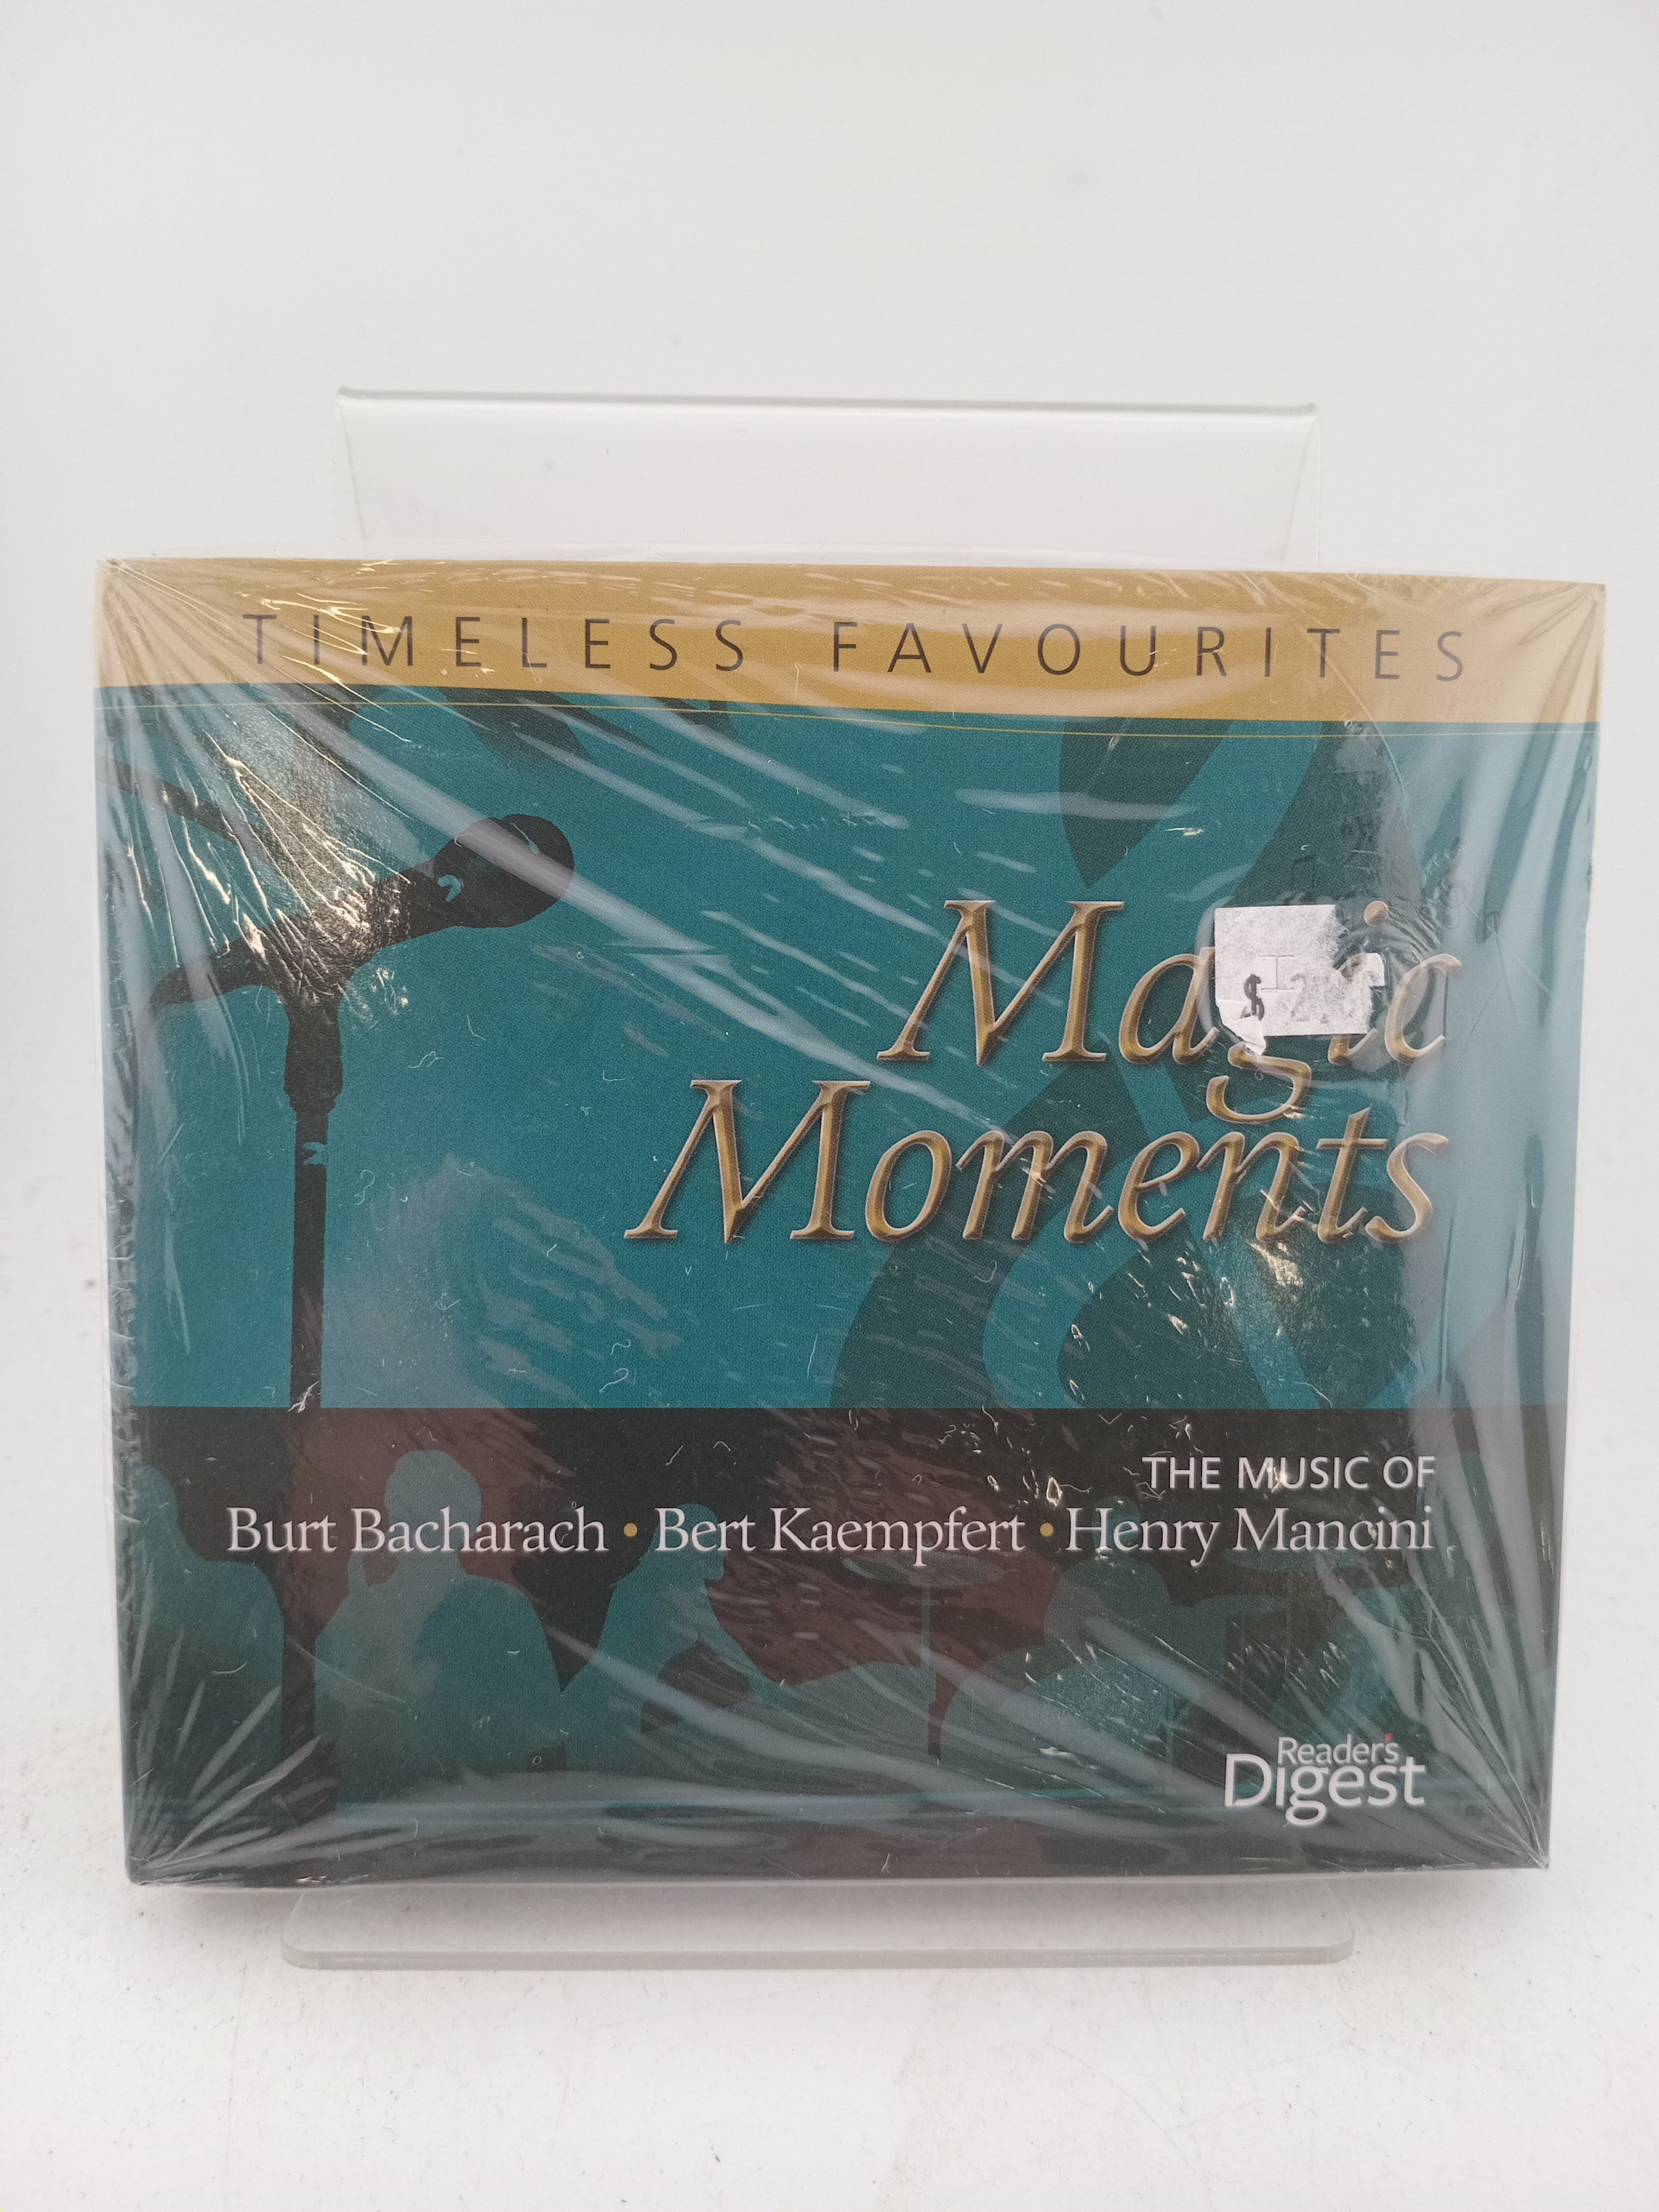 TIMELESS FAVOURITES
Magic
$
Moments
THE MUSIC OF
Burt Bacharach • Bert Kaempfert • Henry Mancini
Reader's
Digest